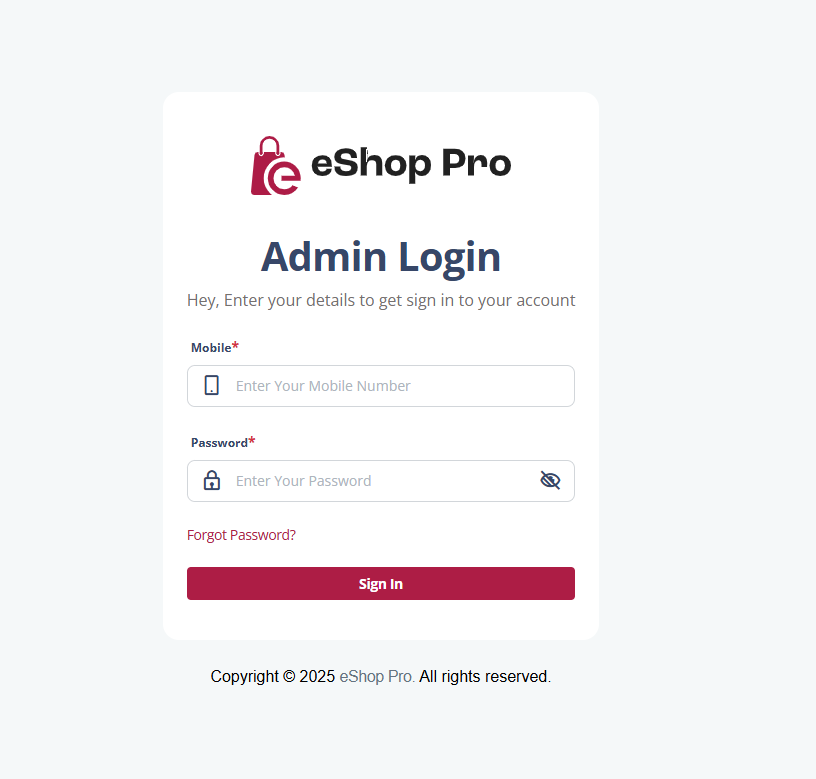 eShop Pro
Admin Login
Hey, Enter your details to get sign in to your account
Mobile*
Enter Your Mobile Number
Password*
Enter Your Password
Forgot Password?
Sign In
Copyright © 2025 eShop Pro. All rights reserved.